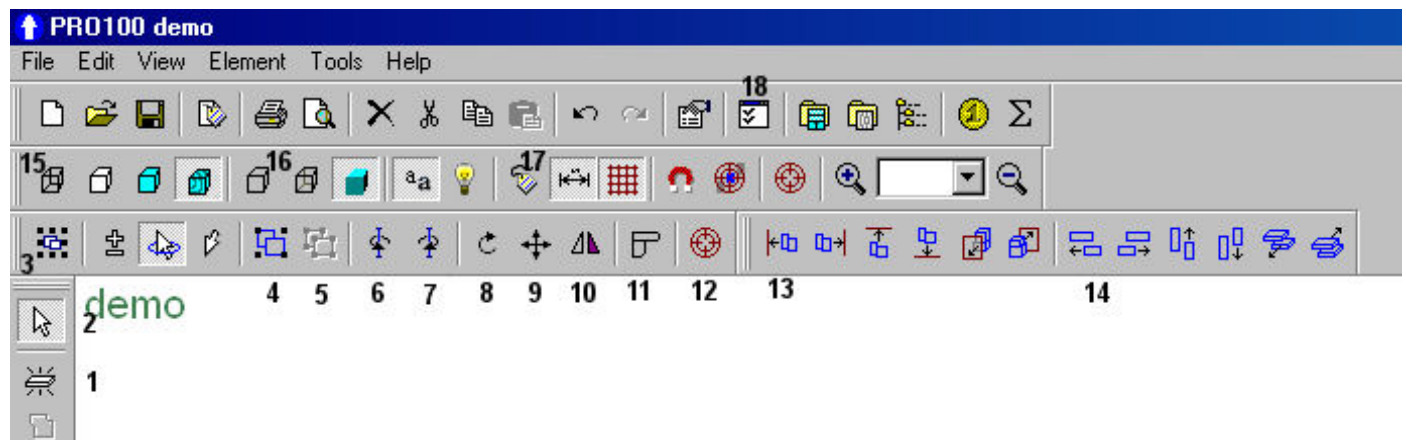 PRO100 demo
File Edit View Element Tools Help
18
15 16 aa 17
3
4 5 6 7 8 9 10 11 12 13 14
demo
2
1